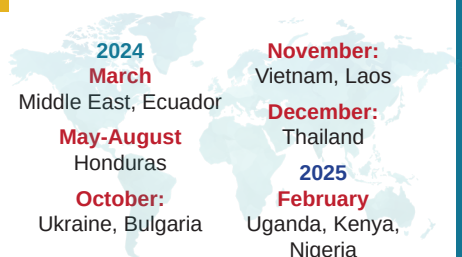 2024
March
Middle East, Ecuador
May-August
Honduras
October:
Ukraine, Bulgaria
November:
Vietnam, Laos
December:
Thailand
2025
February
Uganda, Kenya,
Nigeria